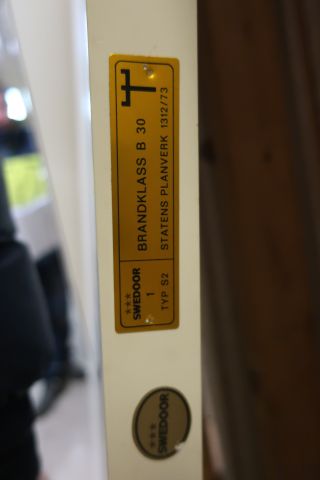 ★★★
SWEDOOR
1
TYP S2
BRANDKLASS B 30
STATENS PLANVERK 1312/73
★★★
SWEDOOR